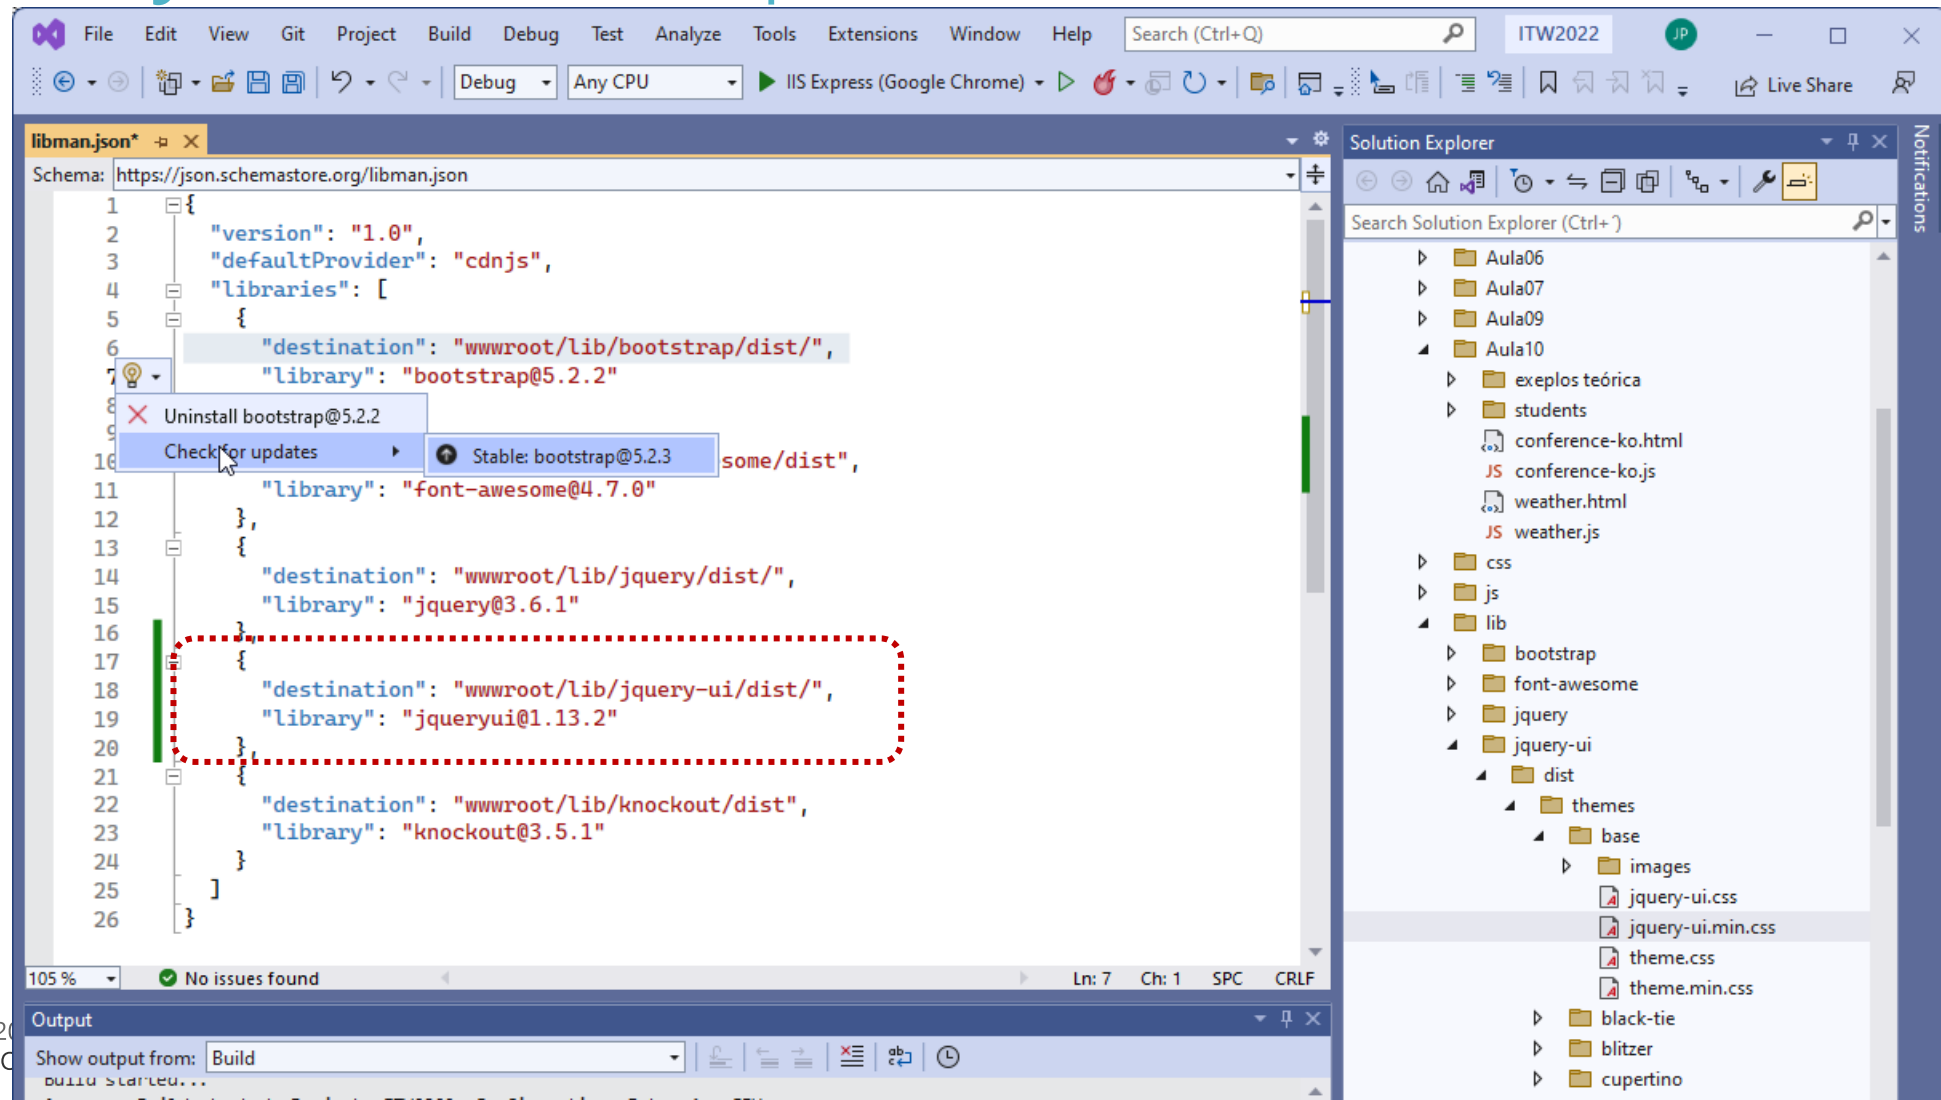 File Edit View Git Project Build Debug Test Analyze Tools Extensions Window Help Search (Ctrl+Q) ITW2022 JP
Debug Any CPU IIS Express (Google Chrome) Live Share
libman.json*
Schema: https://json.schemastore.org/libman.json
1 {
2 "version": "1.0",
3 "defaultProvider": "cdnjs",
4 "libraries": [
5 {
6 "destination": "wwwroot/lib/bootstrap/dist/",
7 "library": "bootstrap@5.2.2"
8
Uninstall bootstrap@5.2.2
9
Check for updates
Stable: bootstrap@5.2.3
10 some/dist",
11 "library": "font-awesome@4.7.0"
12 },
13 {
14 "destination": "wwwroot/lib/jquery/dist/",
15 "library": "jquery@3.6.1"
16 },
17 {
18 "destination": "wwwroot/lib/jquery-ui/dist/",
19 "library": "jqueryui@1.13.2"
20 },
21 {
22 "destination": "wwwroot/lib/knockout/dist",
23 "library": "knockout@3.5.1"
24 }
25 ]
26 }
105 % No issues found Ln: 7 Ch: 1 SPC CRLF
Output
Show output from: Build
Build started...
Solution Explorer
Search Solution Explorer (Ctrl+´)
Aula06
Aula07
Aula09
Aula10
exeplos teórica
students
conference-ko.html
JS conference-ko.js
weather.html
JS weather.js
css
js
lib
bootstrap
font-awesome
jquery
jquery-ui
dist
themes
base
images
jquery-ui.css
jquery-ui.min.css
theme.css
theme.min.css
black-tie
blitzer
cupertino
Notifications